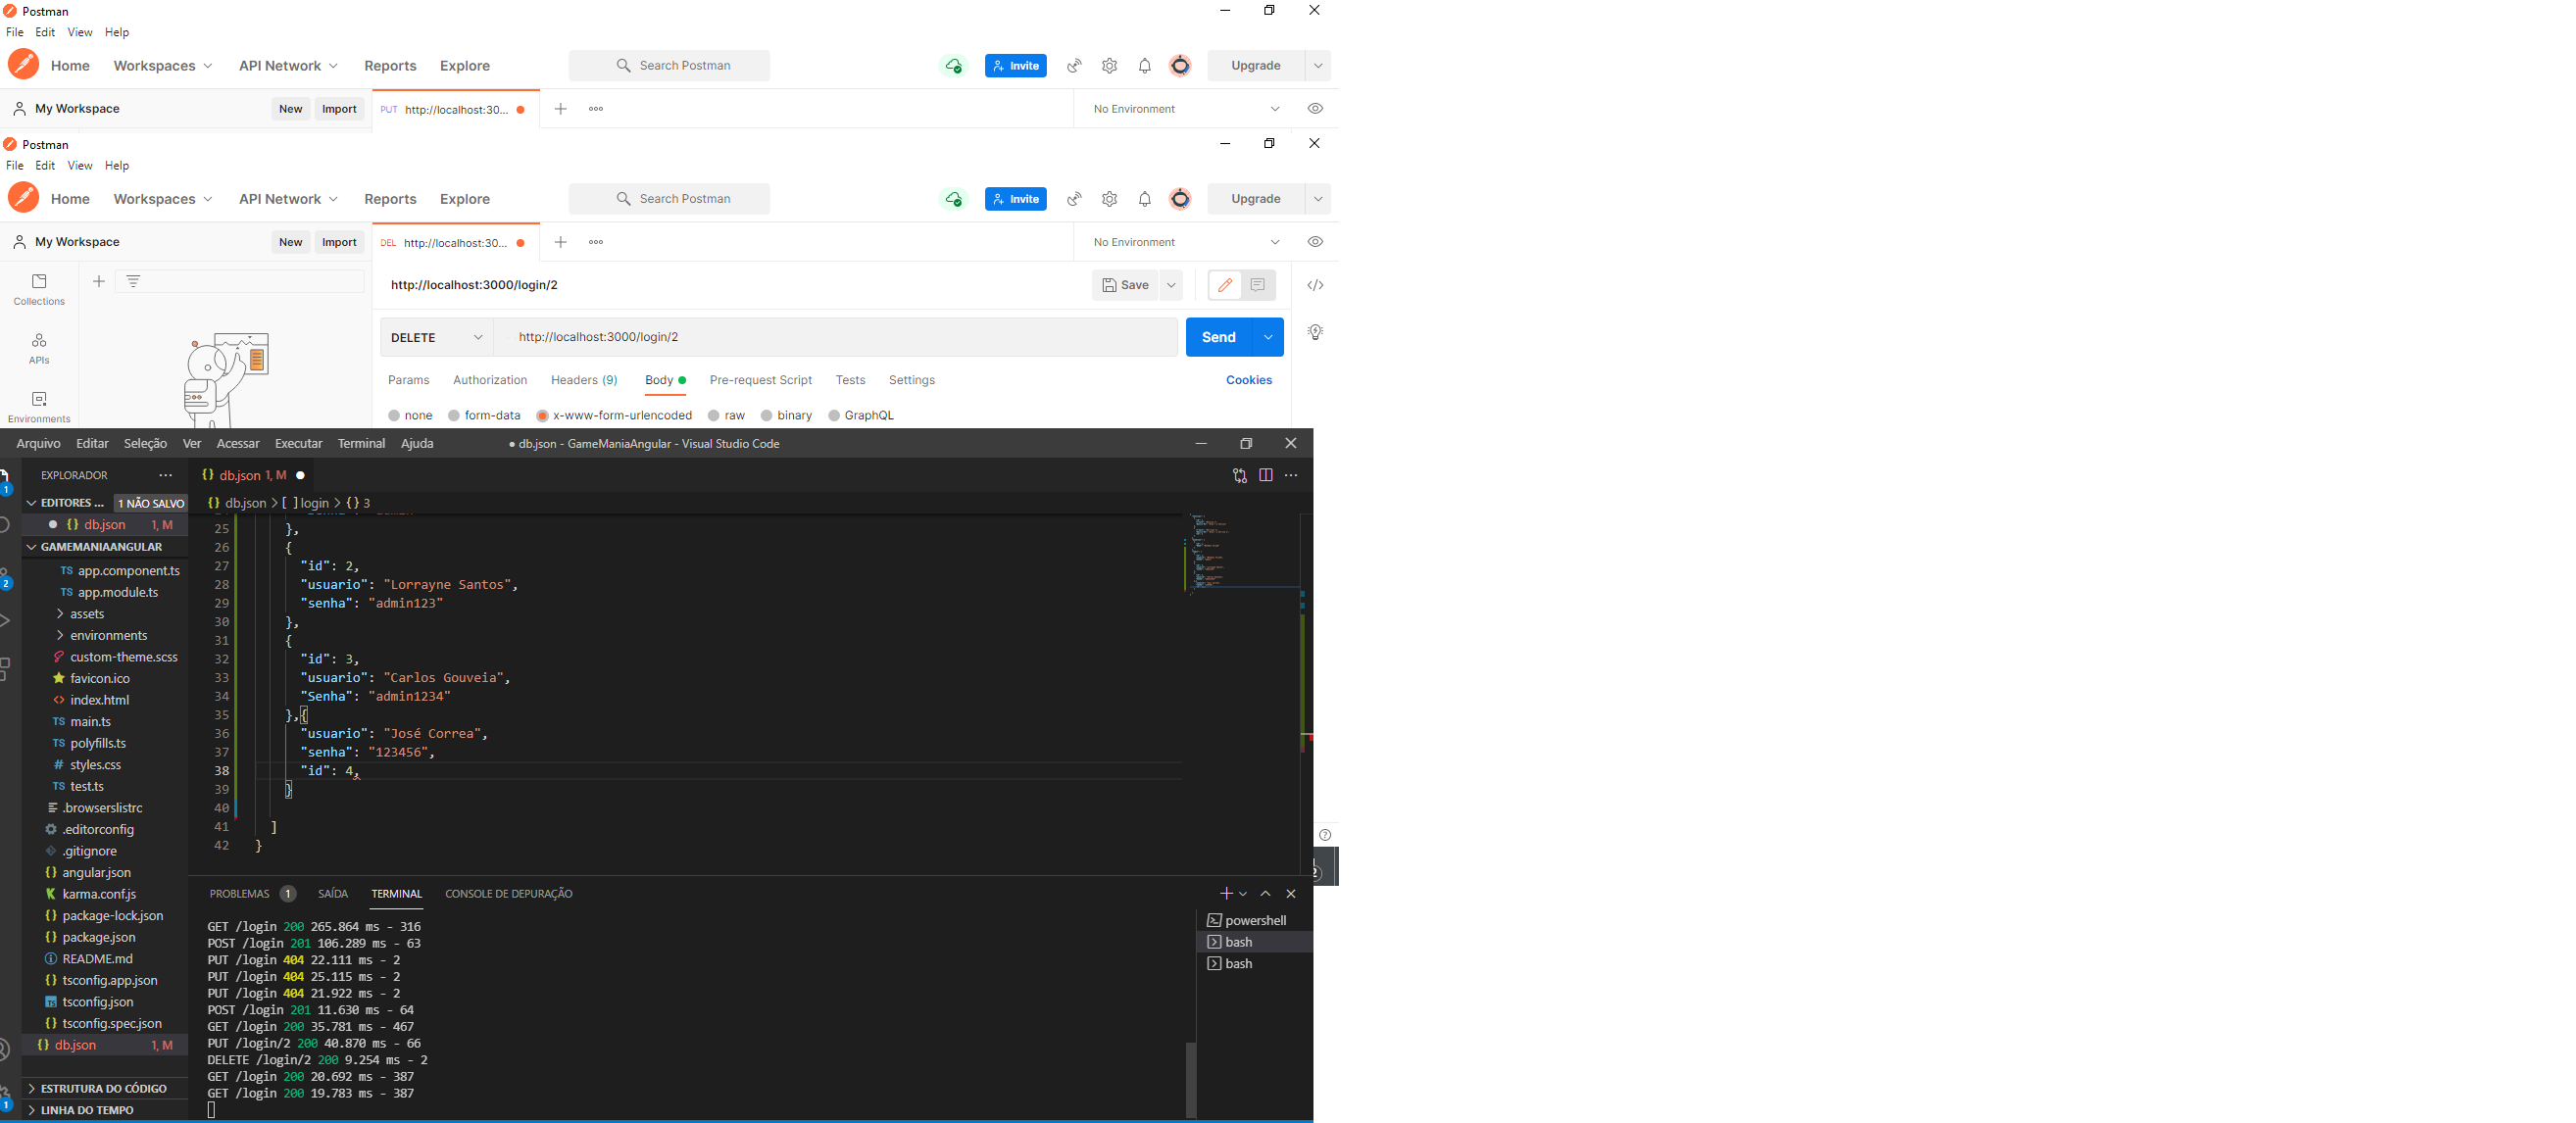 Postman
File Edit View Help
Home Workspaces API Network Reports Explore Search Postman Invite Upgrade
My Workspace New Import PUT http://localhost:30... No Environment
Postman
File Edit View Help
Home Workspaces API Network Reports Explore Search Postman Invite Upgrade
My Workspace New Import DEL http://localhost:30... No Environment
Collections
http://localhost:3000/login/2 Save
APIs
DELETE http://localhost:3000/login/2 Send
Params Authorization Headers (9) Body Pre-request Script Tests Settings Cookies
Environments
none form-data x-www-form-urlencoded raw binary GraphQL
Arquivo Editar Seleção Ver Acessar Executar Terminal Ajuda ● db.json - GameManiaAngular - Visual Studio Code
EXPLORADOR
EDITORES ... 1 NÃO SALVO
{} db.json 1, M
GAMEMANIAANGULAR
TS app.component.ts
TS app.module.ts
assets
environments
custom-theme.scss
favicon.ico
<> index.html
TS main.ts
TS polyfills.ts
# styles.css
TS test.ts
.browserslistrc
.editorconfig
.gitignore
{} angular.json
karma.conf.js
{} package-lock.json
{} package.json
README.md
{} tsconfig.app.json
TS tsconfig.json
{} tsconfig.spec.json
{} db.json 1, M
ESTRUTURA DO CÓDIGO
LINHA DO TEMPO
1
2
1
{} db.json 1, M ●
{} db.json > [ ] login > {} 3
25 },
26 {
27 "id": 2,
28 "usuario": "Lorrayne Santos",
29 "senha": "admin123"
30 },
31 {
32 "id": 3,
33 "usuario": "Carlos Gouveia",
34 "Senha": "admin1234"
35 },{
36 "usuario": "José Correa",
37 "senha": "123456",
38 "id": 4,
39 }
40
41 ]
42 }
PROBLEMAS 1 SAÍDA TERMINAL CONSOLE DE DEPURAÇÃO
GET /login 200 265.864 ms - 316
POST /login 201 106.289 ms - 63
PUT /login 404 22.111 ms - 2
PUT /login 404 25.115 ms - 2
PUT /login 404 21.922 ms - 2
POST /login 201 11.630 ms - 64
GET /login 200 35.781 ms - 467
PUT /login/2 200 40.870 ms - 66
DELETE /login/2 200 9.254 ms - 2
GET /login 200 20.692 ms - 387
GET /login 200 19.783 ms - 387
powershell
bash
bash